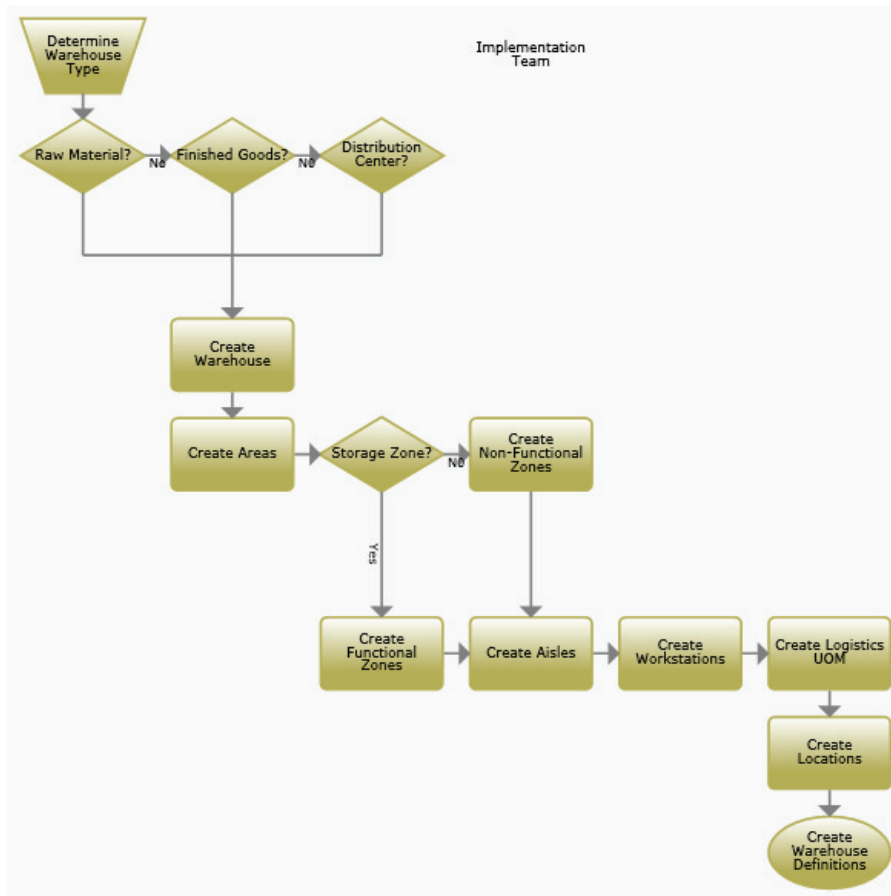 Determine
Warehouse
Type
Implementation
Team
Raw Material?
No
Finished Goods?
No
Distribution
Center?
Create
Warehouse
Create Areas
Storage Zone?
No
Create
Non-Functional
Zones
Yes
Create
Functional
Zones
Create Aisles
Create
Workstations
Create Logistics
UOM
Create
Locations
Create
Warehouse
Definitions